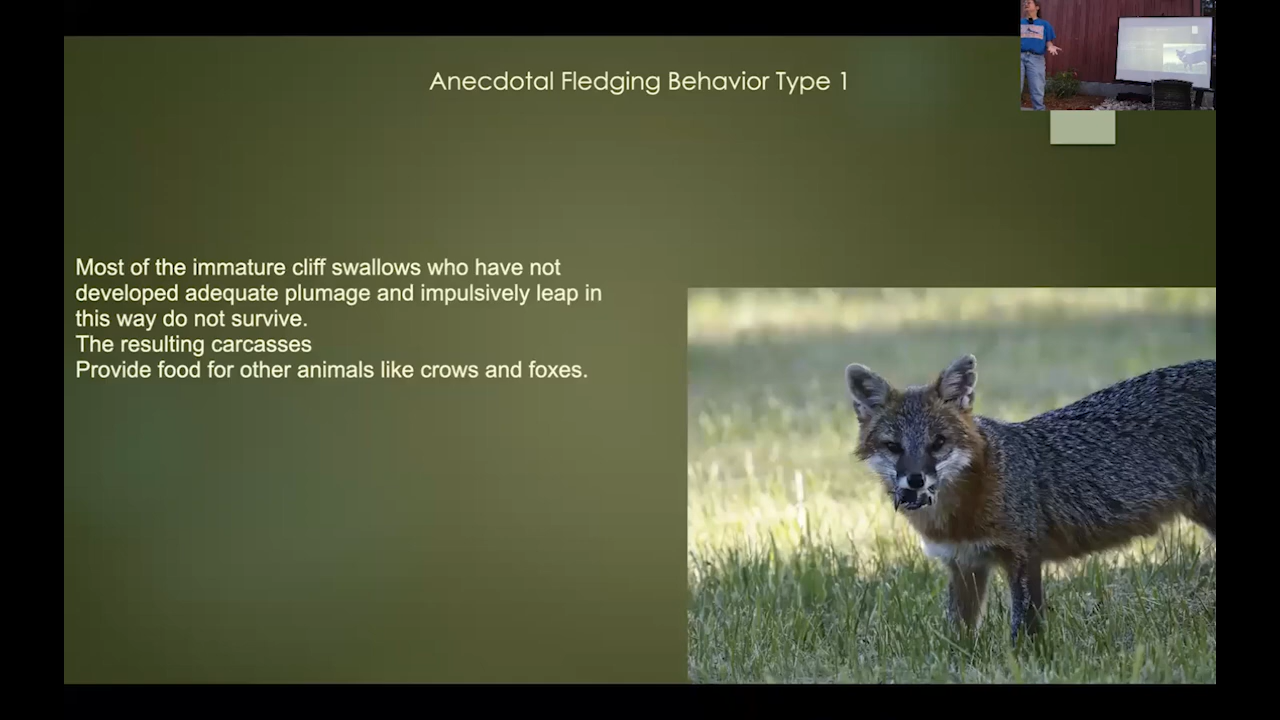 Anecdotal Fledging Behavior Type 1
Most of the immature cliff swallows who have not
developed adequate plumage and impulsively leap in
this way do not survive.
The resulting carcasses
Provide food for other animals like crows and foxes.